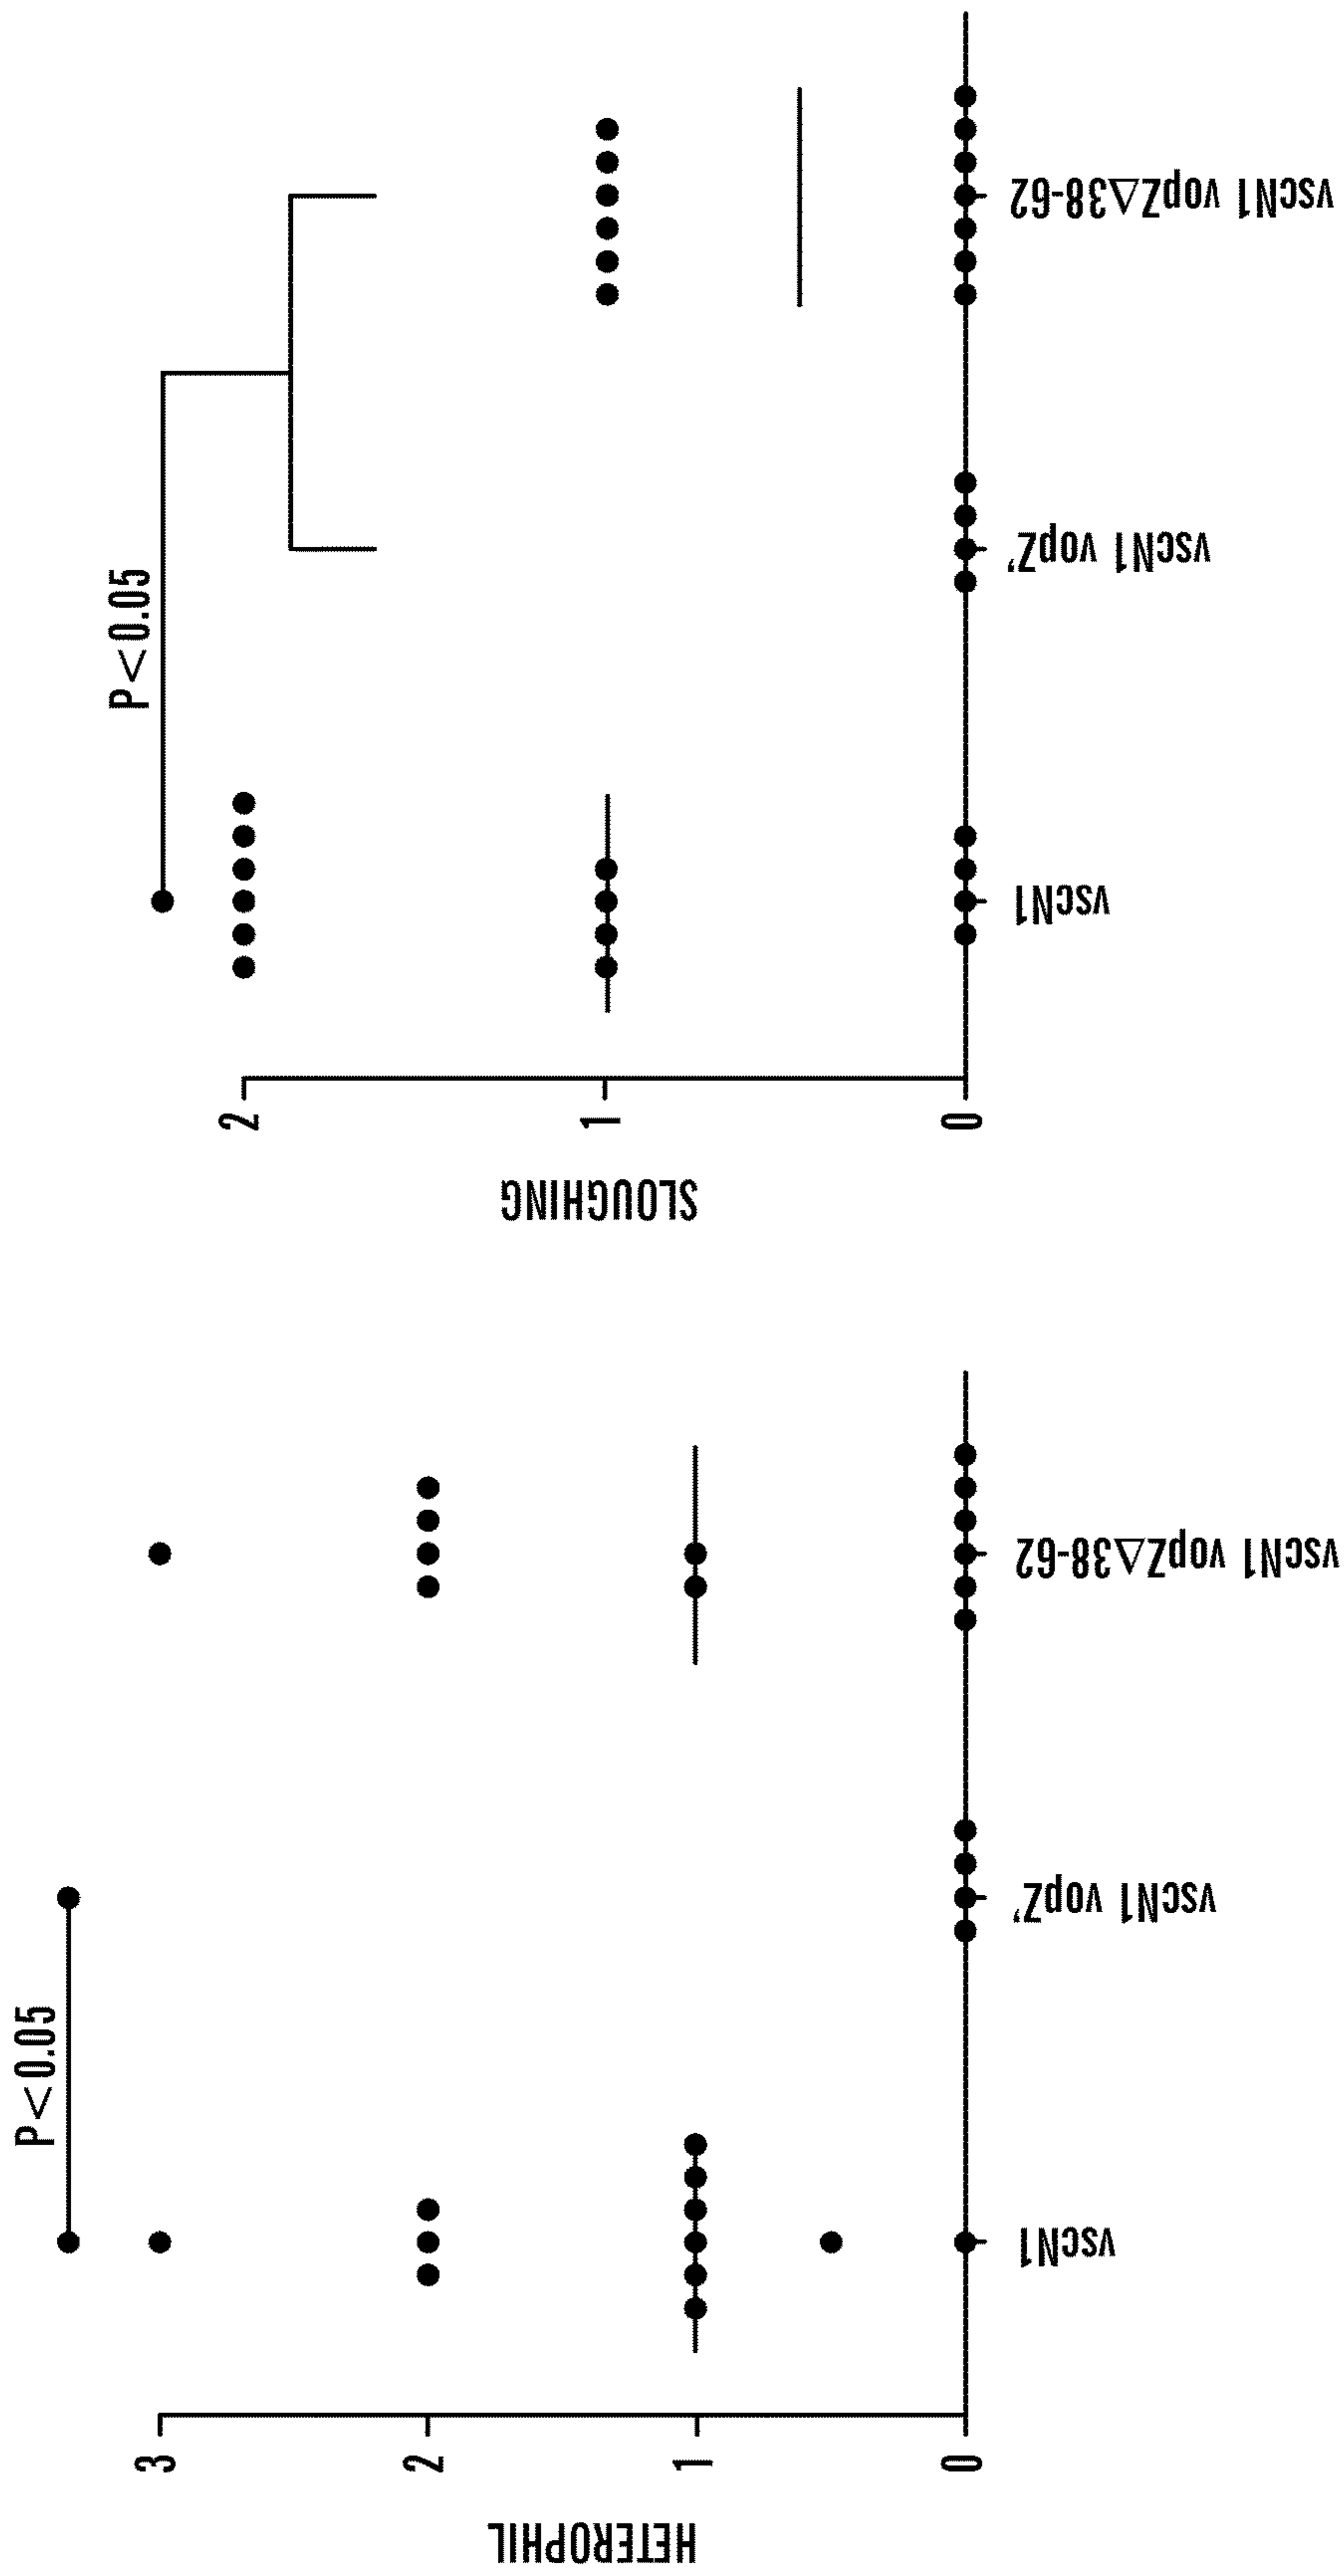 P<0.05
HETEROPHIL
3
2
1
0
vscN1
vscN1 vopZ’
vscN1 vopZ∆38-62
P<0.05
SLOUGHING
2
1
0
vscN1
vscN1 vopZ’
vscN1 vopZ∆38-62